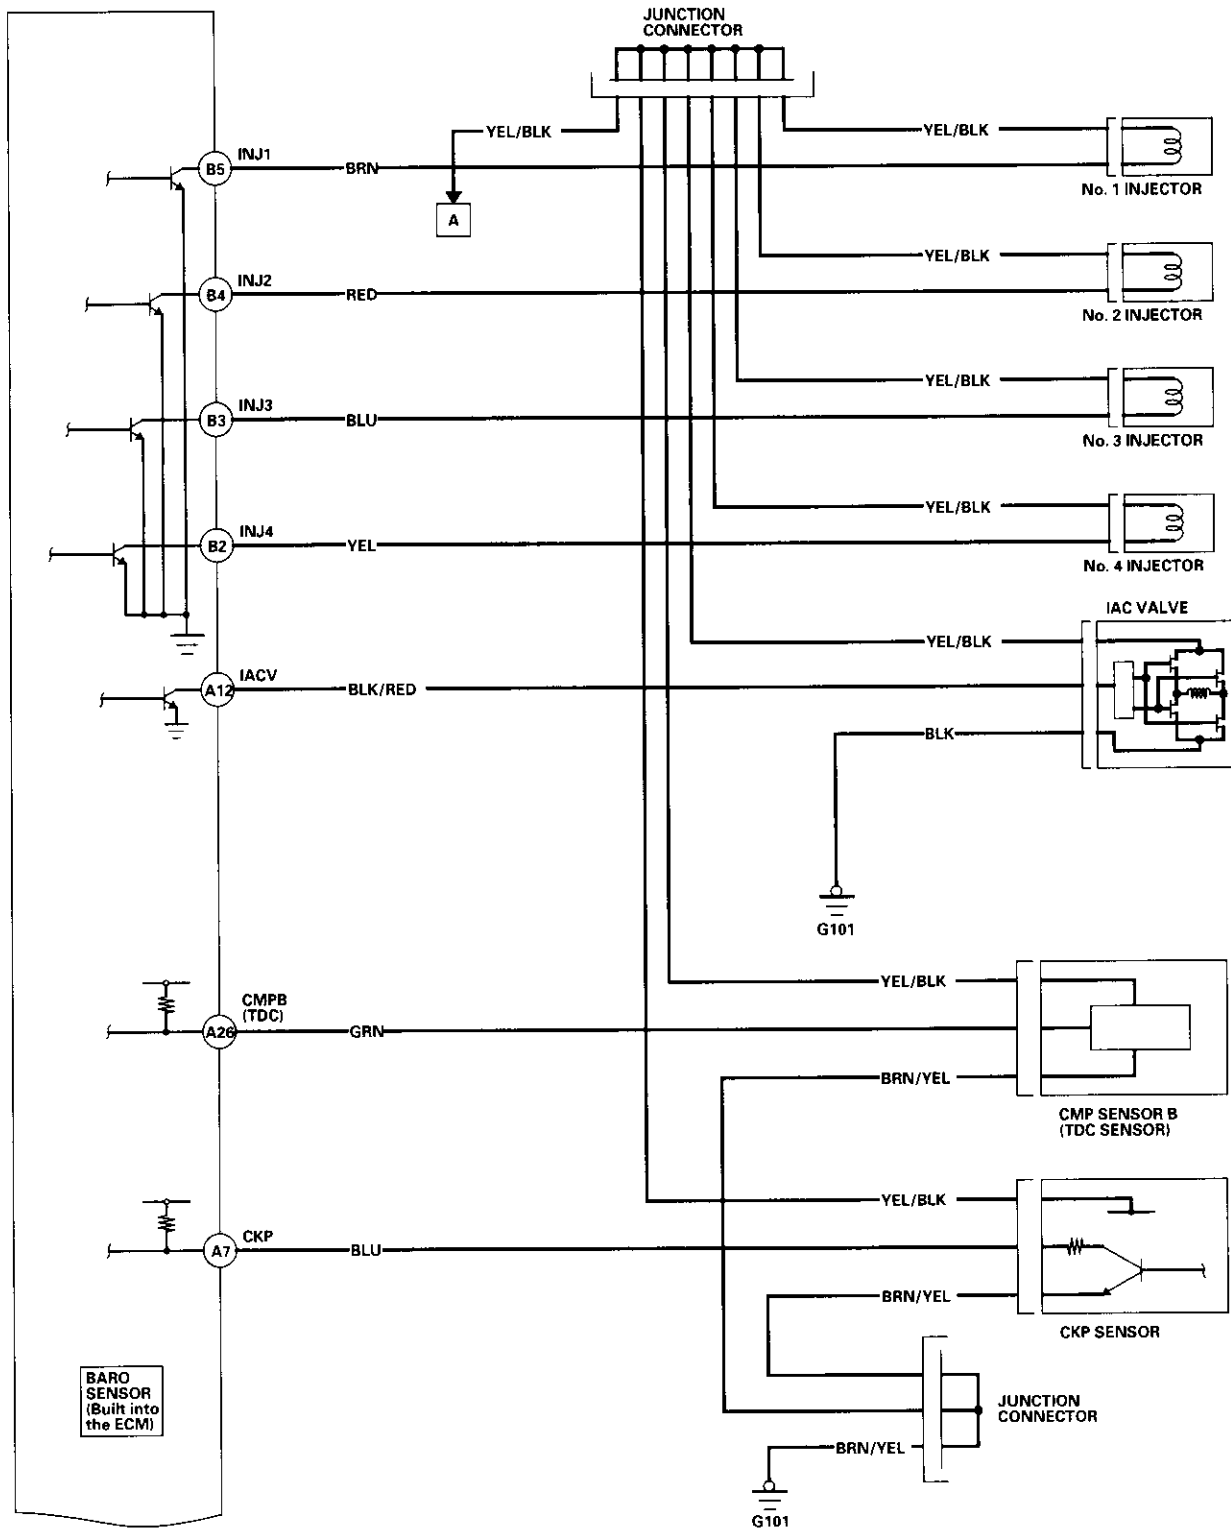 JUNCTION
CONNECTOR
YEL/BLK
YEL/BLK
B5
INJ1
BRN
No. 1 INJECTOR
A
YEL/BLK
B4
INJ2
RED
No. 2 INJECTOR
YEL/BLK
B3
INJ3
BLU
No. 3 INJECTOR
YEL/BLK
B2
INJ4
YEL
No. 4 INJECTOR
IAC VALVE
YEL/BLK
A12
IACV
BLK/RED
BLK
G101
YEL/BLK
A26
CMPB
(TDC)
GRN
BRN/YEL
CMP SENSOR B
(TDC SENSOR)
YEL/BLK
A7
CKP
BLU
BRN/YEL
CKP SENSOR
BARO
SENSOR
(Built into
the ECM)
JUNCTION
CONNECTOR
BRN/YEL
G101